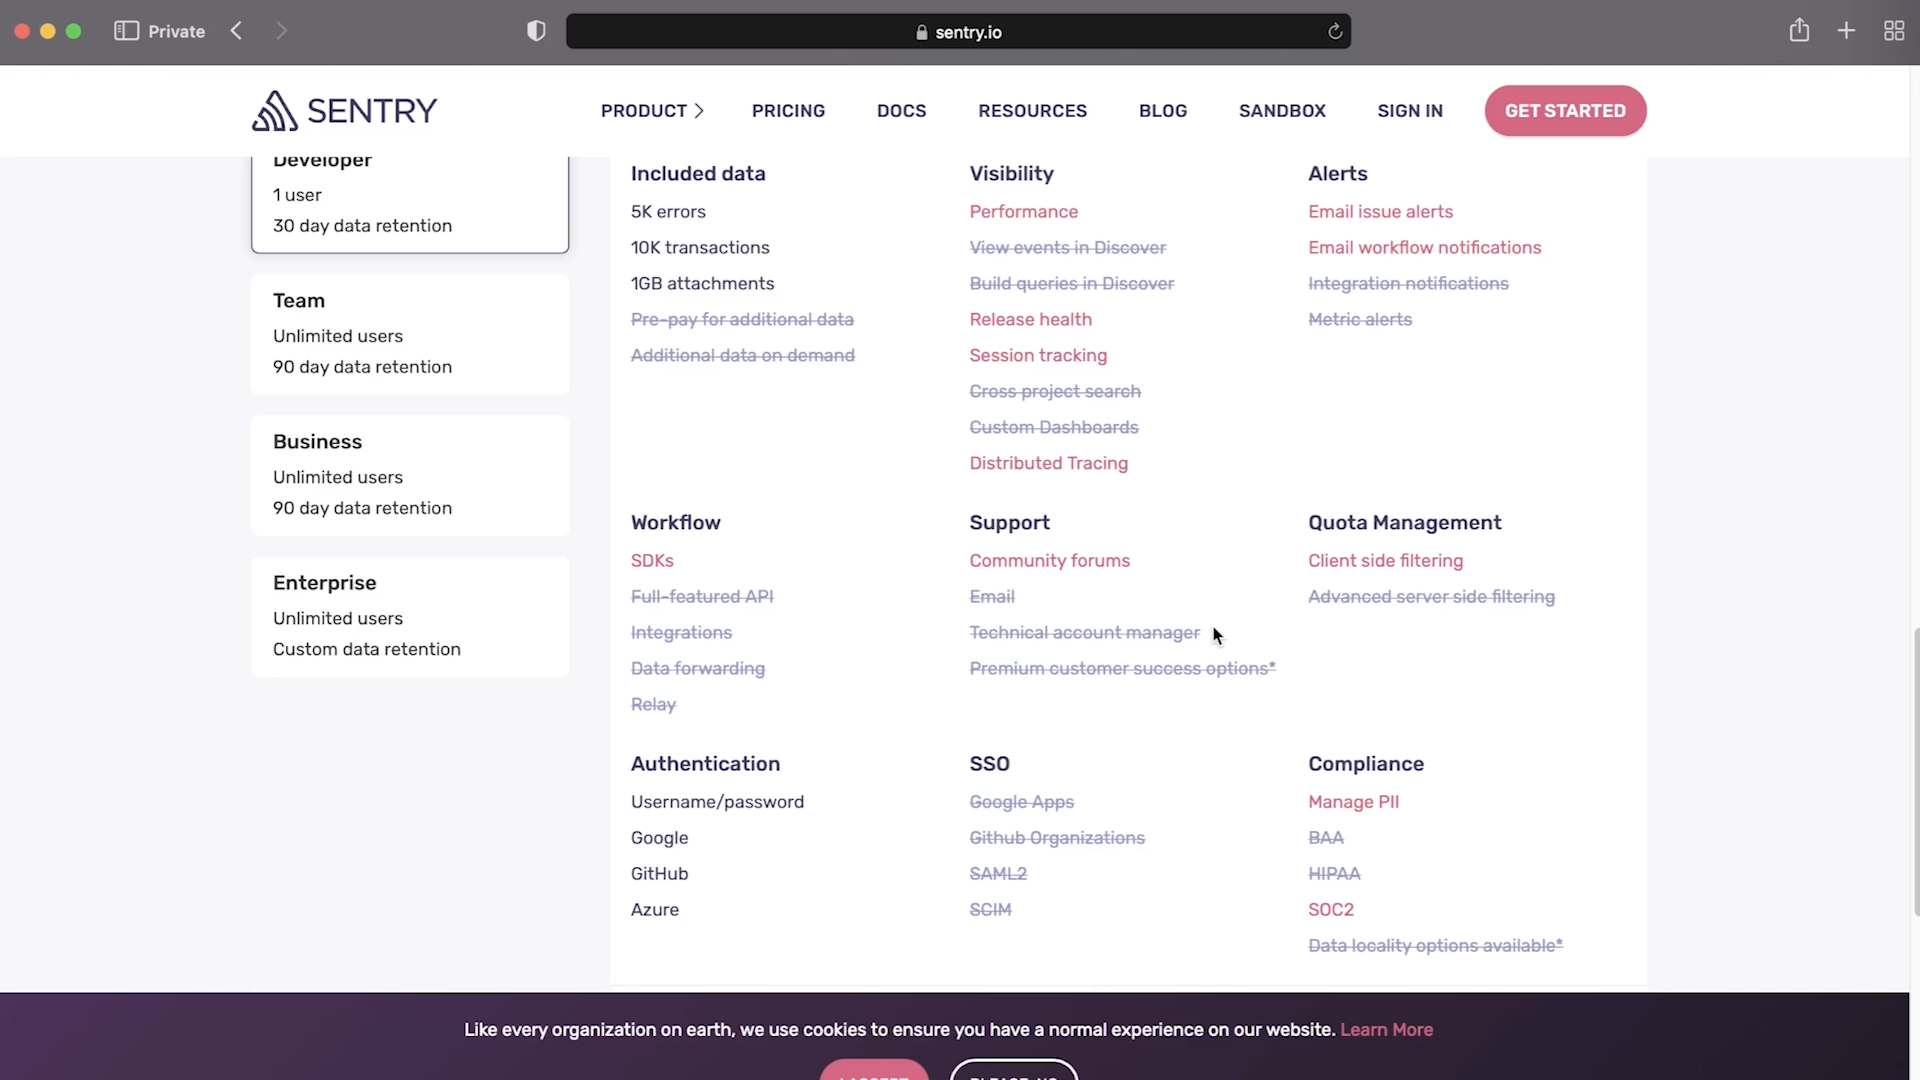 Private
sentry.io
SENTRY
PRODUCT
PRICING
DOCS
RESOURCES
BLOG
SANDBOX
SIGN IN
GET STARTED
Developer
1 user
30 day data retention
Team
Unlimited users
90 day data retention
Business
Unlimited users
90 day data retention
Enterprise
Unlimited users
Custom data retention
Included data
5K errors
10K transactions
1GB attachments
Pre-pay for additional data
Additional data on demand
Visibility
Performance
View events in Discover
Build queries in Discover
Release health
Session tracking
Cross project search
Custom Dashboards
Distributed Tracing
Alerts
Email issue alerts
Email workflow notifications
Integration notifications
Metric alerts
Workflow
SDKs
Full-featured API
Integrations
Data forwarding
Relay
Support
Community forums
Email
Technical account manager
Premium customer success options*
Quota Management
Client side filtering
Advanced server side filtering
Authentication
Username/password
Google
GitHub
Azure
SSO
Google Apps
Github Organizations
SAML2
SCIM
Compliance
Manage PII
BAA
HIPAA
SOC2
Data locality options available*
Like every organization on earth, we use cookies to ensure you have a normal experience on our website. Learn More